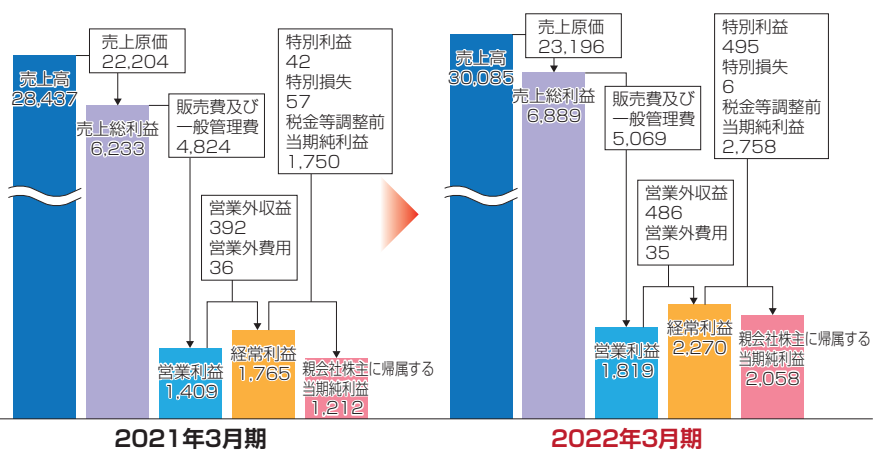 売上原価
22,204
売上高
28,437
売上総利益
6,233
販売費及び
一般管理費
4,824
特別利益
42
特別損失
57
税金等調整前
当期純利益
1,750
営業外収益
392
営業外費用
36
営業利益
1,409
経常利益
1,765
親会社株主に帰属する
当期純利益
1,212
2021年3月期
売上原価
23,196
売上高
30,085
売上総利益
6,889
販売費及び
一般管理費
5,069
特別利益
495
特別損失
6
税金等調整前
当期純利益
2,758
営業外収益
486
営業外費用
35
営業利益
1,819
経常利益
2,270
親会社株主に帰属する
当期純利益
2,058
2022年3月期